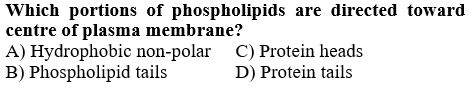 Which portions of phospholipids are directed toward
centre of plasma membrane?
A) Hydrophobic non-polar C) Protein heads
B) Phospholipid tails D) Protein tails